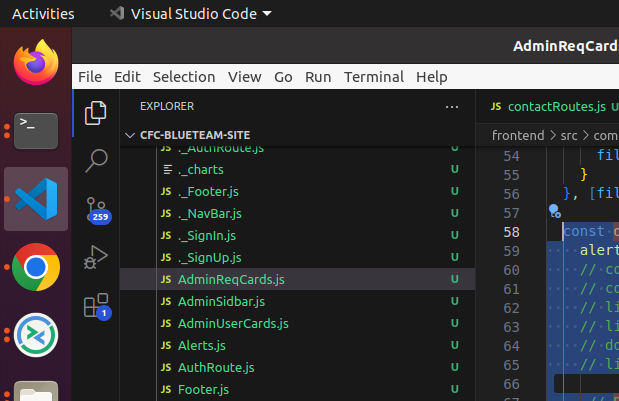 Activities
Visual Studio Code
AdminReqCard
File Edit Selection View Go Run Terminal Help
EXPLORER ···
JS contactRoutes.js U
CFC-BLUETEAM-SITE
frontend > src > com
JS ._AuthRoute.js U
._charts U
JS ._Footer.js U
JS ._NavBar.js U
JS ._SignIn.js U
JS ._SignUp.js U
JS AdminReqCards.js U
JS AdminSidbar.js U
JS AdminUserCards.js U
JS Alerts.js U
JS AuthRoute.js U
JS Footer.js U
259
1
54 fil
55 }
56 }, [fil
57
58 const
59 alert
60 // co
61 // co
62 // li
63 // li
64 // do
65 // li
66
67 //